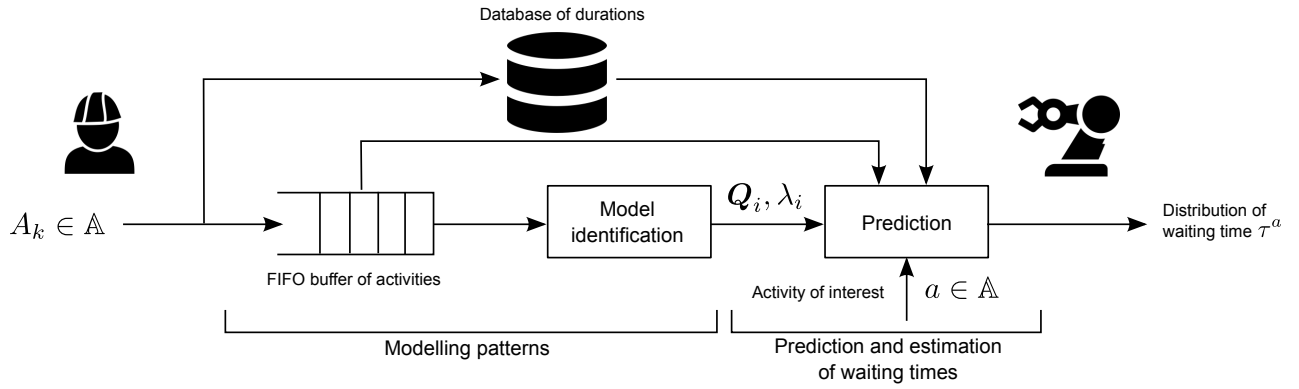 Database of durations
A_k ∈ 𝔸
FIFO buffer of activities
Model
identification
Q_i, λ_i
Prediction
Distribution of
waiting time τ^a
Activity of interest
a ∈ 𝔸
Modelling patterns
Prediction and estimation
of waiting times